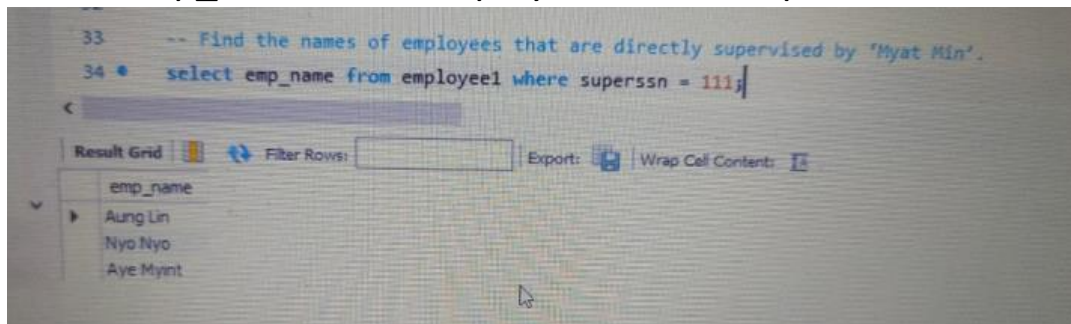 33 -- Find the names of employees that are directly supervised by 'Myat Min'.
34 select emp_name from employee1 where superssn = 111;
Result Grid Filter Rows: Export: Wrap Cell Content:
emp_name
Aung Lin
Nyo Nyo
Aye Myint